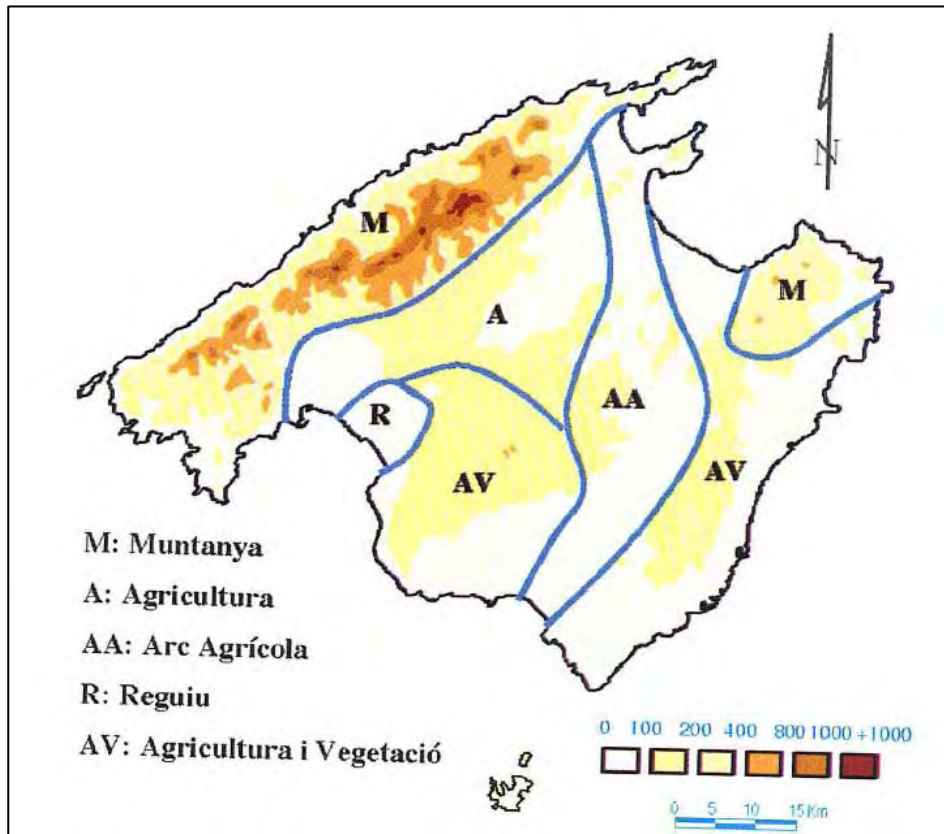 N
M
M
A
AA
R
AV
AV
M: Muntanya
A: Agricultura
AA: Arc Agrícola
R: Reguiu
AV: Agricultura i Vegetació
0 100 200 400 800 1000 +1000
0 5 10 15 Km